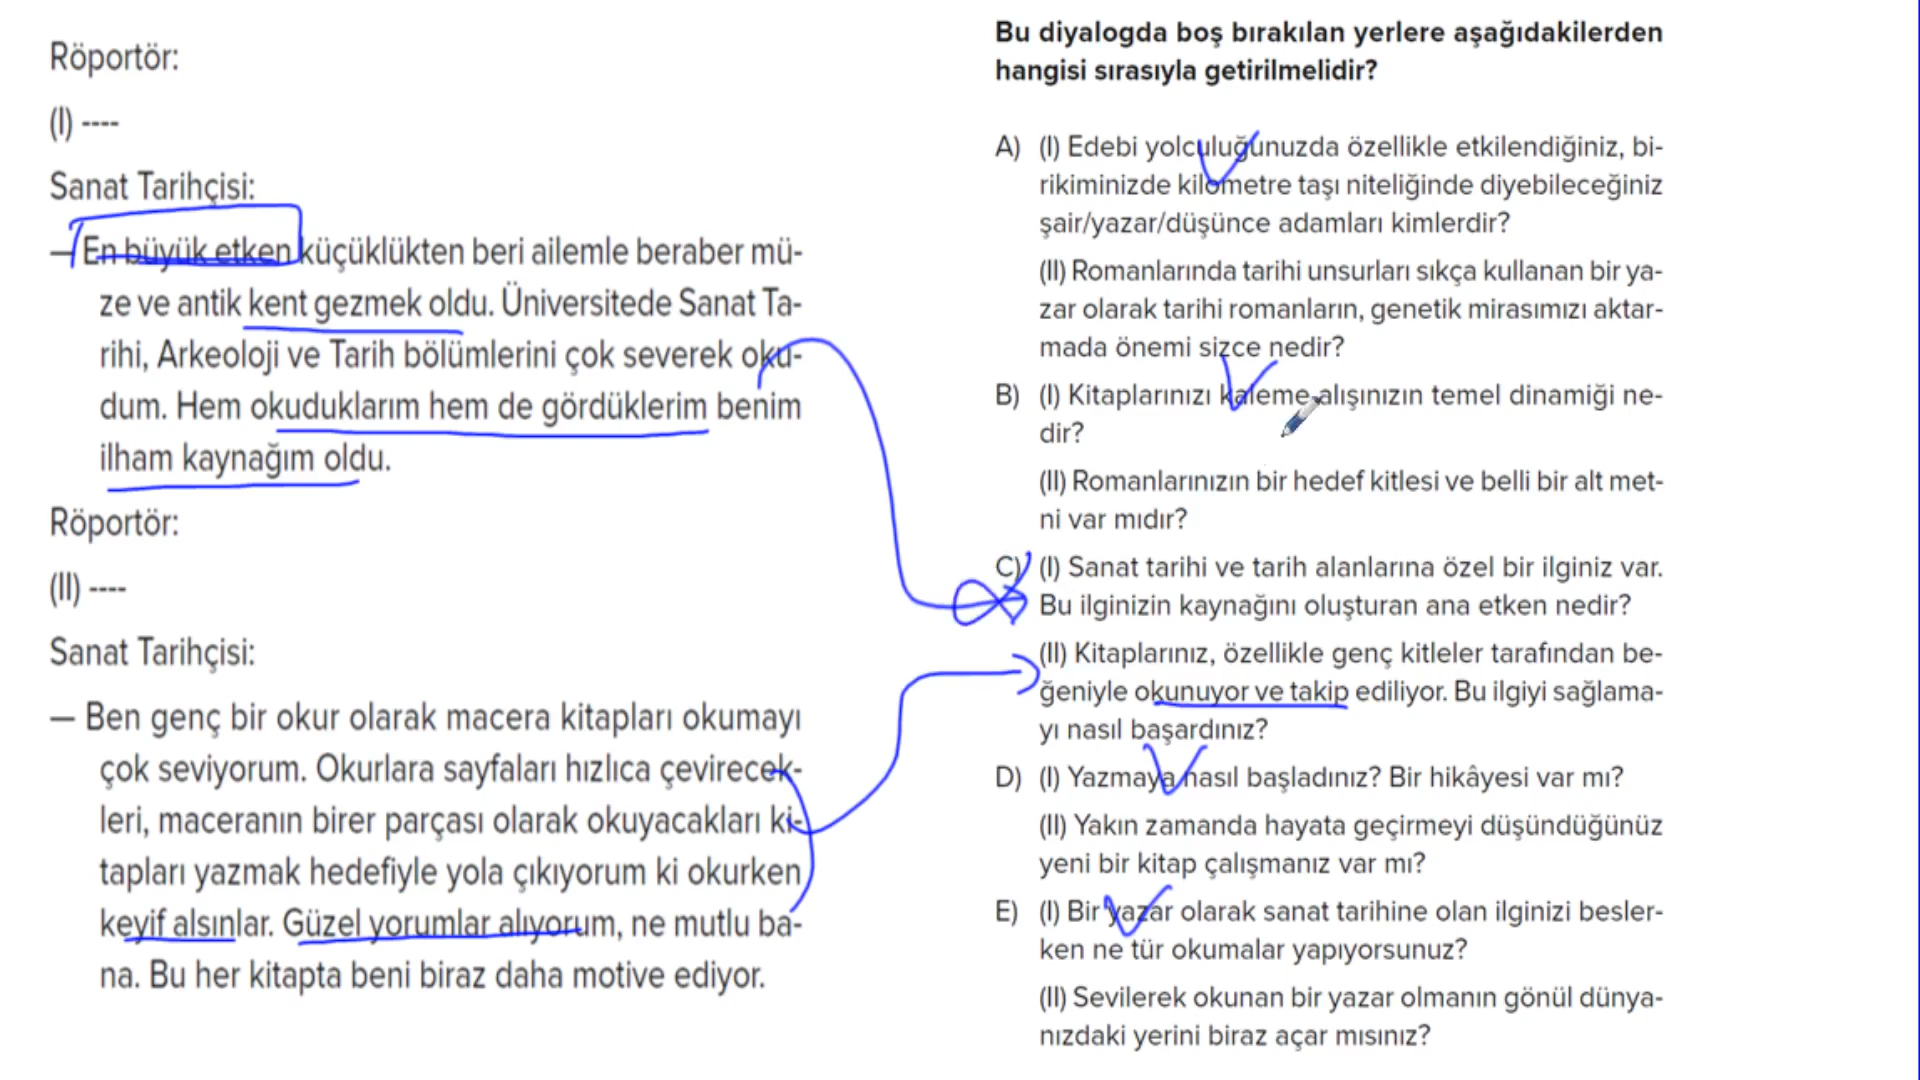 Röportör:
(I) ----
Sanat Tarihçisi:
— En büyük etken küçüklükten beri ailemle beraber mü-
ze ve antik kent gezmek oldu. Üniversitede Sanat Ta-
rihi, Arkeoloji ve Tarih bölümlerini çok severek oku-
dum. Hem okuduklarım hem de gördüklerim benim
ilham kaynağım oldu.
Röportör:
(II) ----
Sanat Tarihçisi:
— Ben genç bir okur olarak macera kitapları okumayı
çok seviyorum. Okurlara sayfaları hızlıca çevirecek-
leri, maceranın birer parçası olarak okuyacakları ki-
tapları yazmak hedefiyle yola çıkıyorum ki okurken
keyif alsınlar. Güzel yorumlar alıyorum, ne mutlu ba-
na. Bu her kitapta beni biraz daha motive ediyor.
Bu diyalogda boş bırakılan yerlere aşağıdakilerden
hangisi sırasıyla getirilmelidir?
A) (I) Edebi yolculuğunuzda özellikle etkilendiğiniz, bi-
rikiminizde kilometre taşı niteliğinde diyebileceğiniz
şair/yazar/düşünce adamları kimlerdir?
(II) Romanlarında tarihi unsurları sıkça kullanan bir ya-
zar olarak tarihi romanların, genetik mirasımızı aktar-
mada önemi sizce nedir?
B) (I) Kitaplarınızı kaleme alışınızın temel dinamiği ne-
dir?
(II) Romanlarınızın bir hedef kitlesi ve belli bir alt met-
ni var mıdır?
C) (I) Sanat tarihi ve tarih alanlarına özel bir ilginiz var.
Bu ilginizin kaynağını oluşturan ana etken nedir?
(II) Kitaplarınız, özellikle genç kitleler tarafından be-
ğeniyle okunuyor ve takip ediliyor. Bu ilgiyi sağlama-
yı nasıl başardınız?
D) (I) Yazmaya nasıl başladınız? Bir hikâyesi var mı?
(II) Yakın zamanda hayata geçirmeyi düşündüğünüz
yeni bir kitap çalışmanız var mı?
E) (I) Bir yazar olarak sanat tarihine olan ilginizi besler-
ken ne tür okumalar yapıyorsunuz?
(II) Sevilerek okunan bir yazar olmanın gönül dünya-
nızdaki yerini biraz açar mısınız?